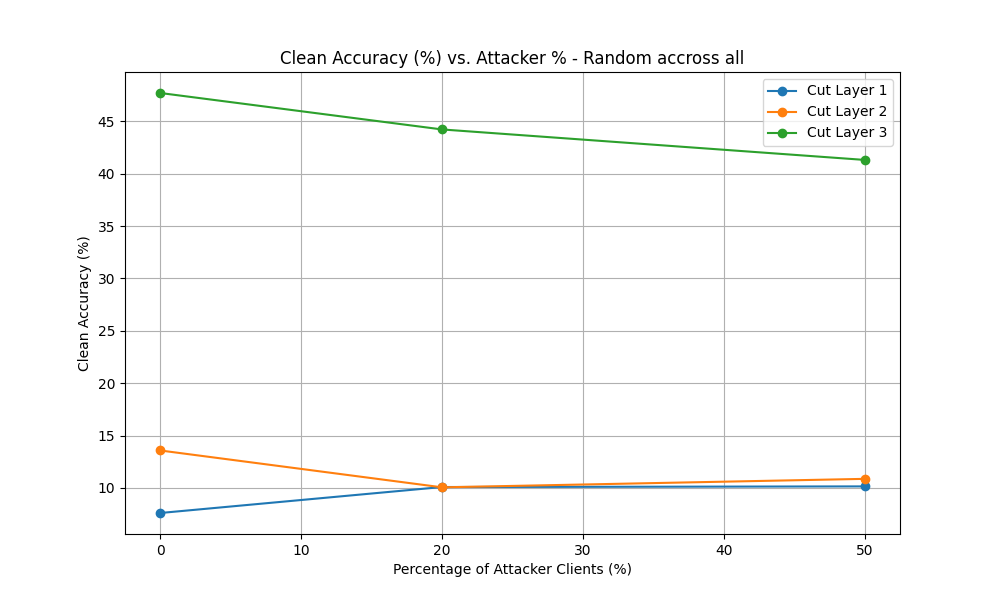 Clean Accuracy (%) vs. Attacker % - Random accross all
Cut Layer 1
Cut Layer 2
Cut Layer 3
Clean Accuracy (%)
45
40
35
30
25
20
15
10
0 10 20 30 40 50
Percentage of Attacker Clients (%)